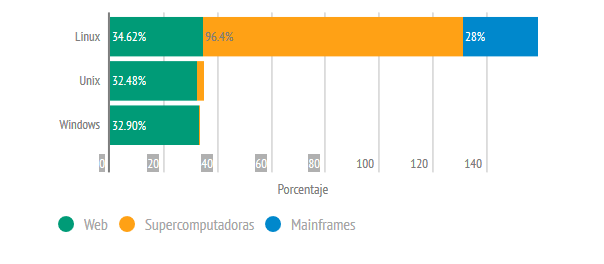 Linux 34.62% 96.4% 28%
Unix 32.48%
Windows 32.90%
0 20 40 60 80 100 120 140
Porcentaje
Web Supercomputadoras Mainframes